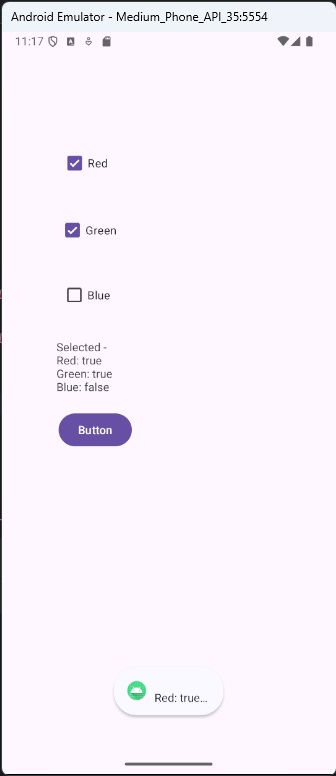 Android Emulator - Medium_Phone_API_35:5554
11:17
Red
Green
Blue
Selected -
Red: true
Green: true
Blue: false
Button
Red: true...